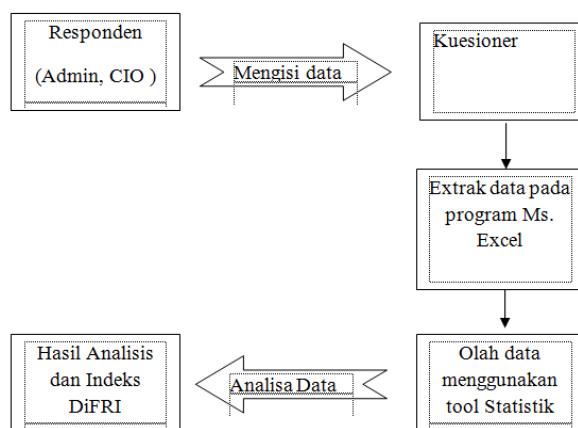 Responden
(Admin, CIO )
Mengisi data
Kuesioner
Extrak data pada
program Ms.
Excel
Olah data
menggunakan
tool Statistik
Analisa Data
Hasil Analisis
dan Indeks
DiFRI